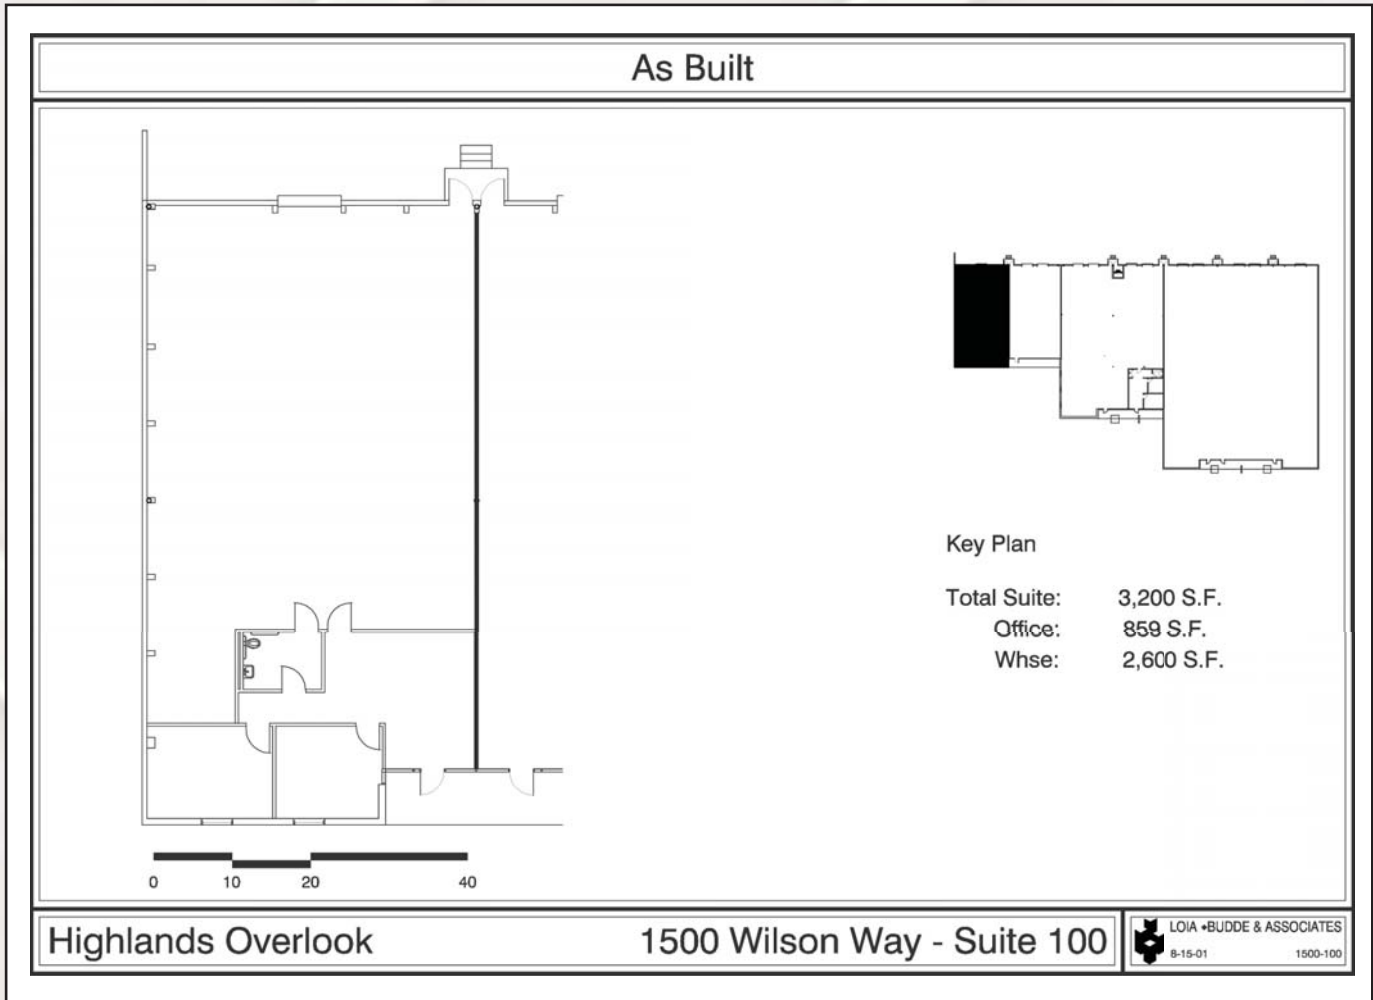 As Built
Key Plan
Total Suite: 3,200 S.F.
Office: 859 S.F.
Whse: 2,600 S.F.
0 10 20 40
Highlands Overlook
1500 Wilson Way - Suite 100
LOIA •BUDDE & ASSOCIATES
8-15-01 1500-100